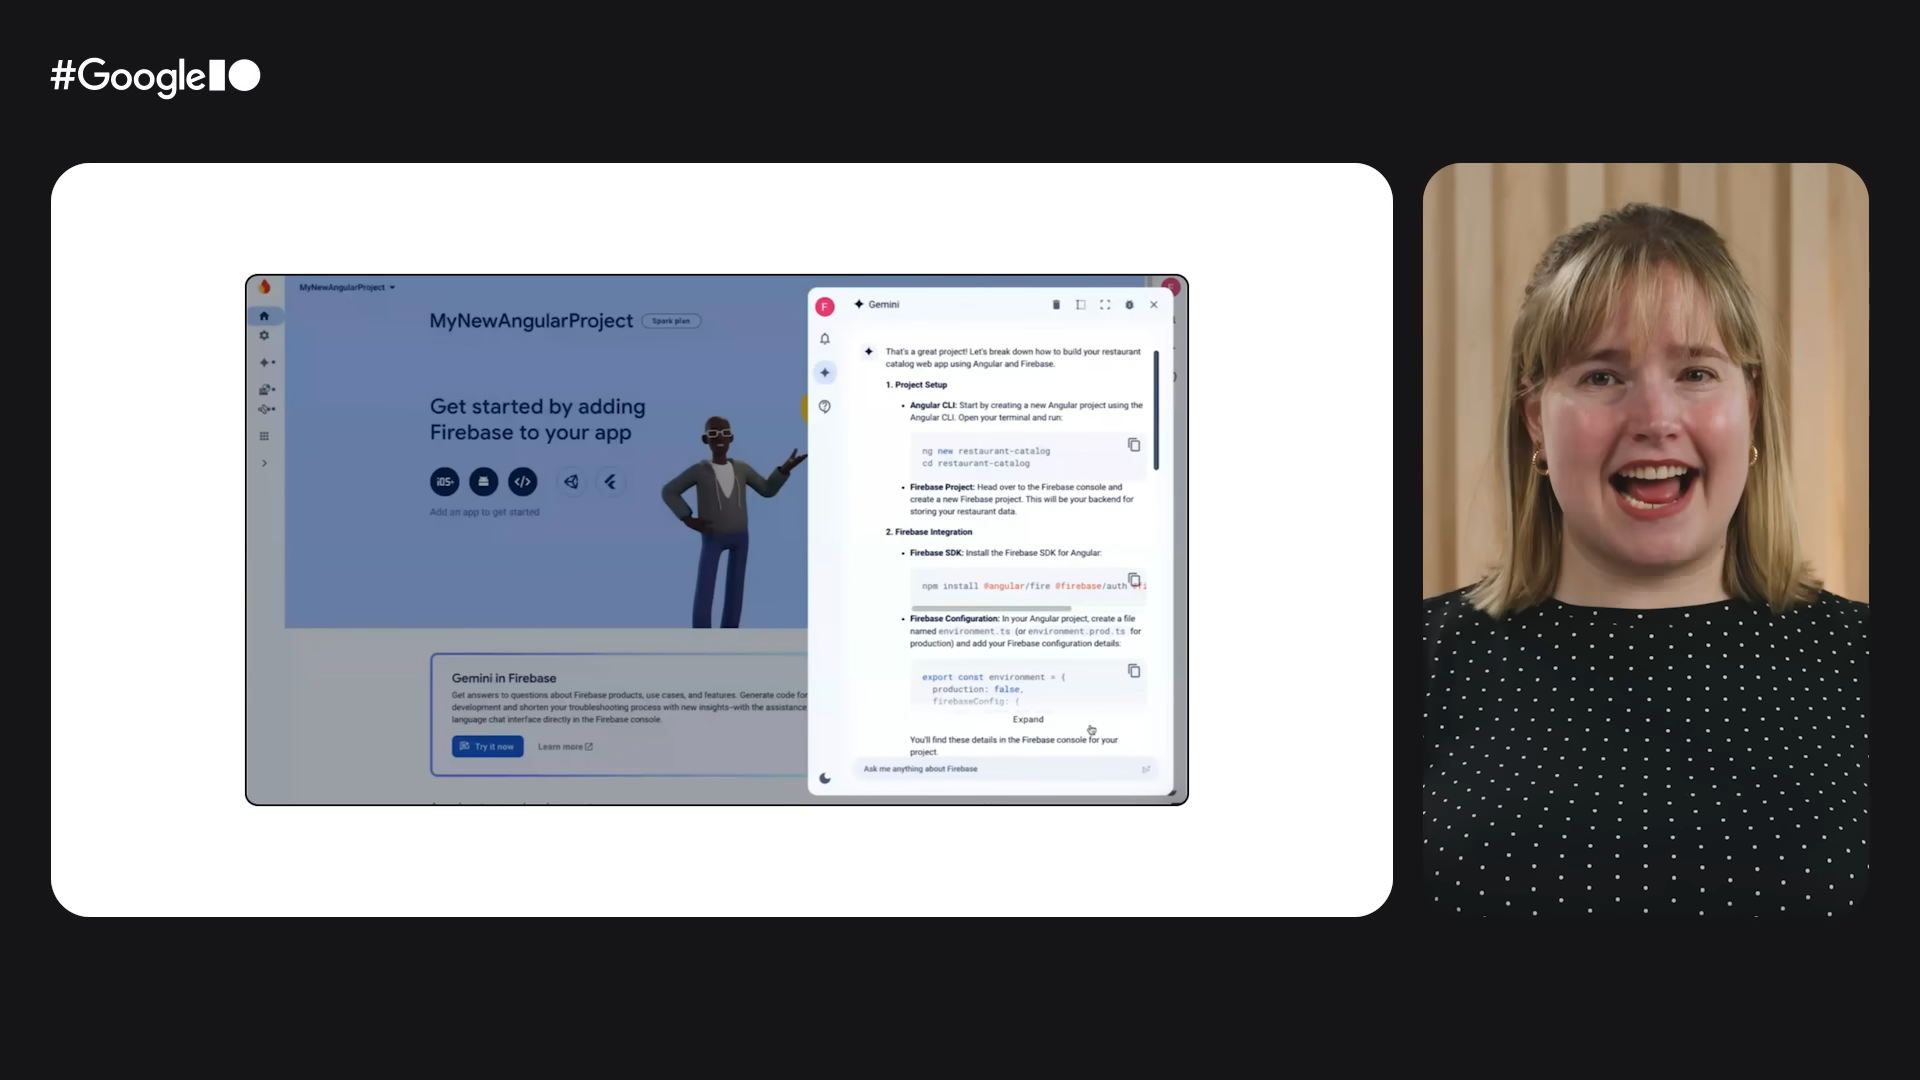 #GoogleIO
MyNewAngularProject
MyNewAngularProject
Spark plan
Get started by adding
Firebase to your app
iOS+
Add an app to get started
Gemini in Firebase
Get answers to questions about Firebase products, use cases, and features. Generate code for
development and shorten your troubleshooting process with new insights–with the assistance
language chat interface directly in the Firebase console.
Try it now
Learn more
F
Gemini
That's a great project! Let's break down how to build your restaurant
catalog web app using Angular and Firebase.
1. Project Setup
• Angular CLI: Start by creating a new Angular project using the
Angular CLI. Open your terminal and run:
ng new restaurant-catalog
cd restaurant-catalog
• Firebase Project: Head over to the Firebase console and
create a new Firebase project. This will be your backend for
storing your restaurant data.
2. Firebase Integration
• Firebase SDK: Install the Firebase SDK for Angular:
npm install @angular/fire @firebase/auth
• Firebase Configuration: In your Angular project, create a file
named environment.ts (or environment.prod.ts for
production) and add your Firebase configuration details:
export const environment = {
production: false,
firebaseConfig: {
Expand
You'll find these details in the Firebase console for your
project.
Ask me anything about Firebase